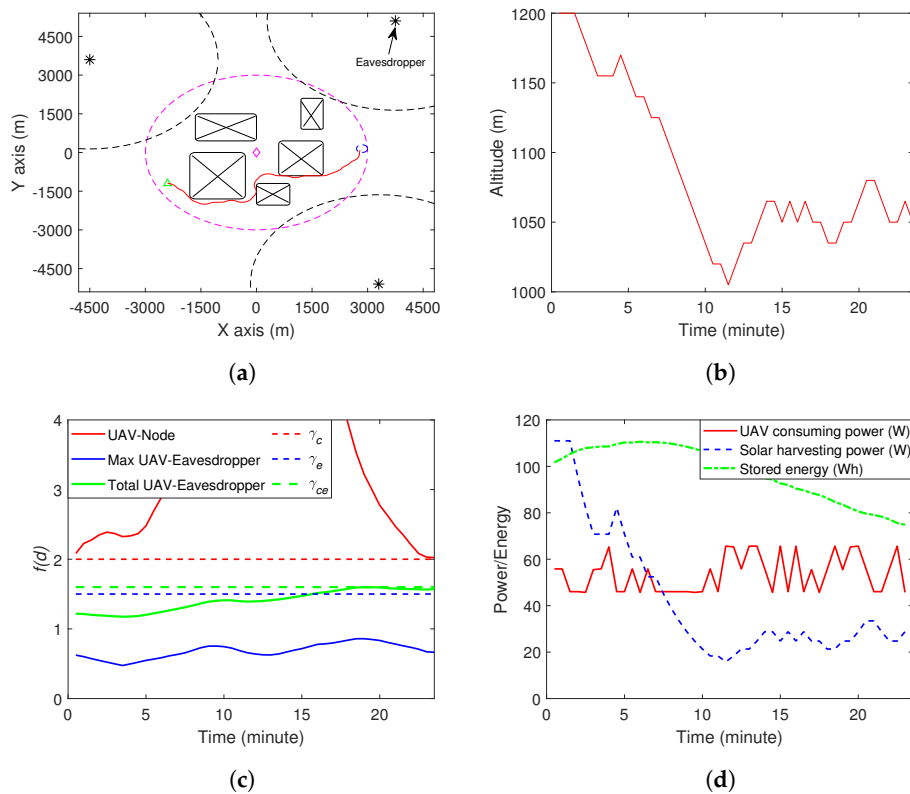 4500
3000
1500
0
-1500
-3000
-4500
Y axis (m)
Eavesdropper
-4500 -3000 -1500 0 1500 3000 4500
X axis (m)
(a)
1200
1150
1100
1050
1000
Altitude (m)
0 5 10 15 20
Time (minute)
(b)
4
3
2
1
0
f(d)
UAV-Node
Max UAV-Eavesdropper
Total UAV-Eavesdropper
γc
γe
γce
0 5 10 15 20
Time (minute)
(c)
120
100
80
60
40
20
0
Power/Energy
UAV consuming power (W)
Solar harvesting power (W)
Stored energy (Wh)
0 5 10 15 20
Time (minute)
(d)